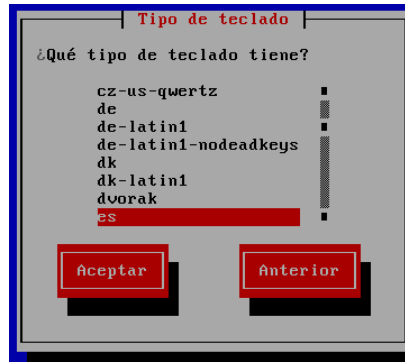 Tipo de teclado
¿Qué tipo de teclado tiene?
cz-us-qwertz
de
de-latin1
de-latin1-nodeadkeys
dk
dk-latin1
dvorak
es
Aceptar
Anterior